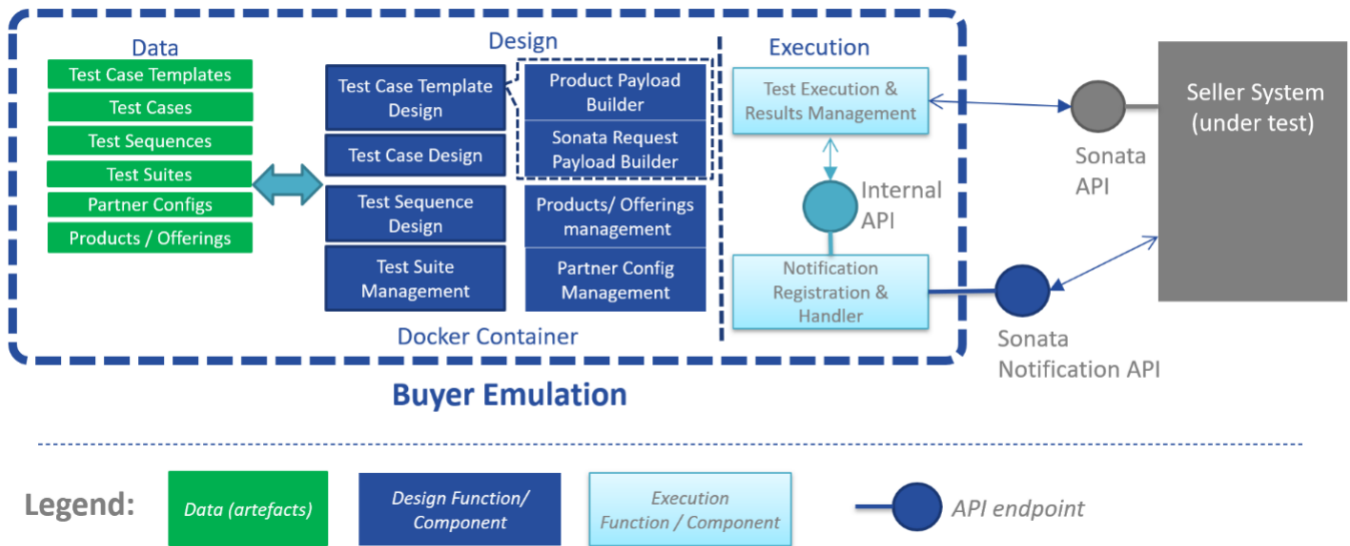 Data
Test Case Templates
Test Cases
Test Sequences
Test Suites
Partner Configs
Products / Offerings
Design
Test Case Template
Design
Test Case Design
Test Sequence
Design
Test Suite
Management
Product Payload
Builder
Sonata Request
Payload Builder
Products/ Offerings
management
Partner Config
Management
Execution
Test Execution &
Results Management
Internal
API
Notification
Registration &
Handler
Docker Container
Buyer Emulation
Sonata
API
Sonata
Notification API
Seller System
(under test)
Legend:
Data (artefacts)
Design Function/
Component
Execution
Function / Component
API endpoint